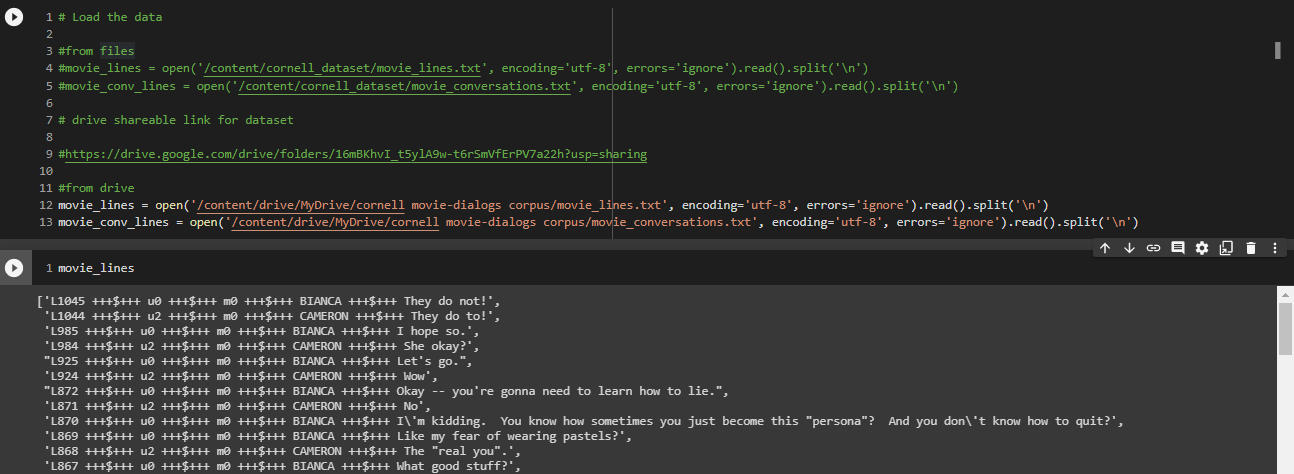 1 # Load the data
2
3 #from files
4 #movie_lines = open('/content/cornell_dataset/movie_lines.txt', encoding='utf-8', errors='ignore').read().split('\n')
5 #movie_conv_lines = open('/content/cornell_dataset/movie_conversations.txt', encoding='utf-8', errors='ignore').read().split('\n')
6
7 # drive shareable link for dataset
8
9 #https://drive.google.com/drive/folders/16mBKhvI_t5ylA9w-t6rSmVfErPV7a22h?usp=sharing
10
11 #from drive
12 movie_lines = open('/content/drive/MyDrive/cornell movie-dialogs corpus/movie_lines.txt', encoding='utf-8', errors='ignore').read().split('\n')
13 movie_conv_lines = open('/content/drive/MyDrive/cornell movie-dialogs corpus/movie_conversations.txt', encoding='utf-8', errors='ignore').read().split('\n')
1 movie_lines
['L1045 +++$+++ u0 +++$+++ m0 +++$+++ BIANCA +++$+++ They do not!',
'L1044 +++$+++ u2 +++$+++ m0 +++$+++ CAMERON +++$+++ They do to!',
'L985 +++$+++ u0 +++$+++ m0 +++$+++ BIANCA +++$+++ I hope so.',
'L984 +++$+++ u2 +++$+++ m0 +++$+++ CAMERON +++$+++ She okay?',
"L925 +++$+++ u0 +++$+++ m0 +++$+++ BIANCA +++$+++ Let's go.",
'L924 +++$+++ u2 +++$+++ m0 +++$+++ CAMERON +++$+++ Wow',
"L872 +++$+++ u0 +++$+++ m0 +++$+++ BIANCA +++$+++ Okay -- you're gonna need to learn how to lie.",
'L871 +++$+++ u2 +++$+++ m0 +++$+++ CAMERON +++$+++ No',
'L870 +++$+++ u0 +++$+++ m0 +++$+++ BIANCA +++$+++ I\'m kidding.  You know how sometimes you just become this "persona"?  And you don\'t know how to quit?',
'L869 +++$+++ u0 +++$+++ m0 +++$+++ BIANCA +++$+++ Like my fear of wearing pastels?',
'L868 +++$+++ u2 +++$+++ m0 +++$+++ CAMERON +++$+++ The "real you".',
'L867 +++$+++ u0 +++$+++ m0 +++$+++ BIANCA +++$+++ What good stuff?',